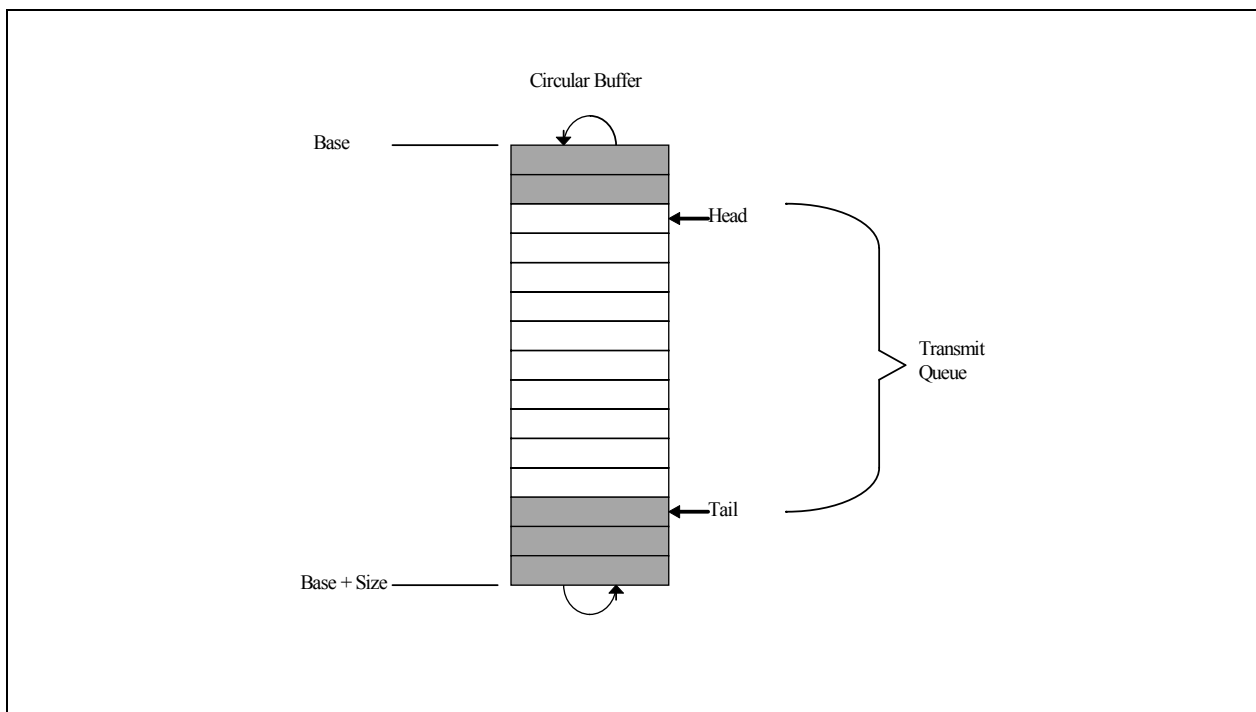 Circular Buffer
Base
Head
Transmit
Queue
Tail
Base + Size